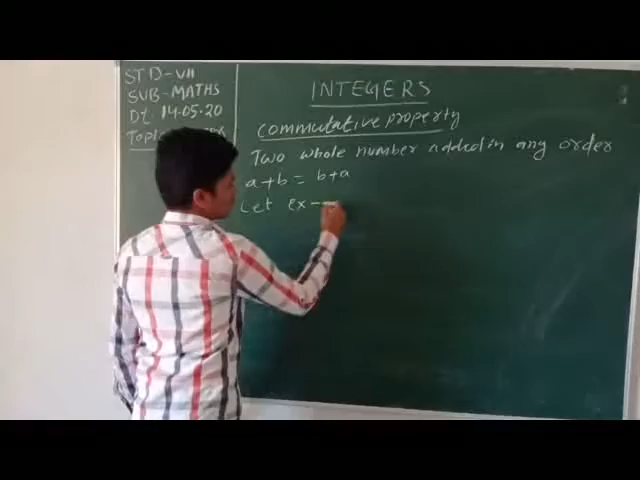 STD-VII
SUB-MATHS
Dt 14.05.20
Topic
INTEGERS
commutative property
Two whole number added in any order
a+b = b+a
Let ex-